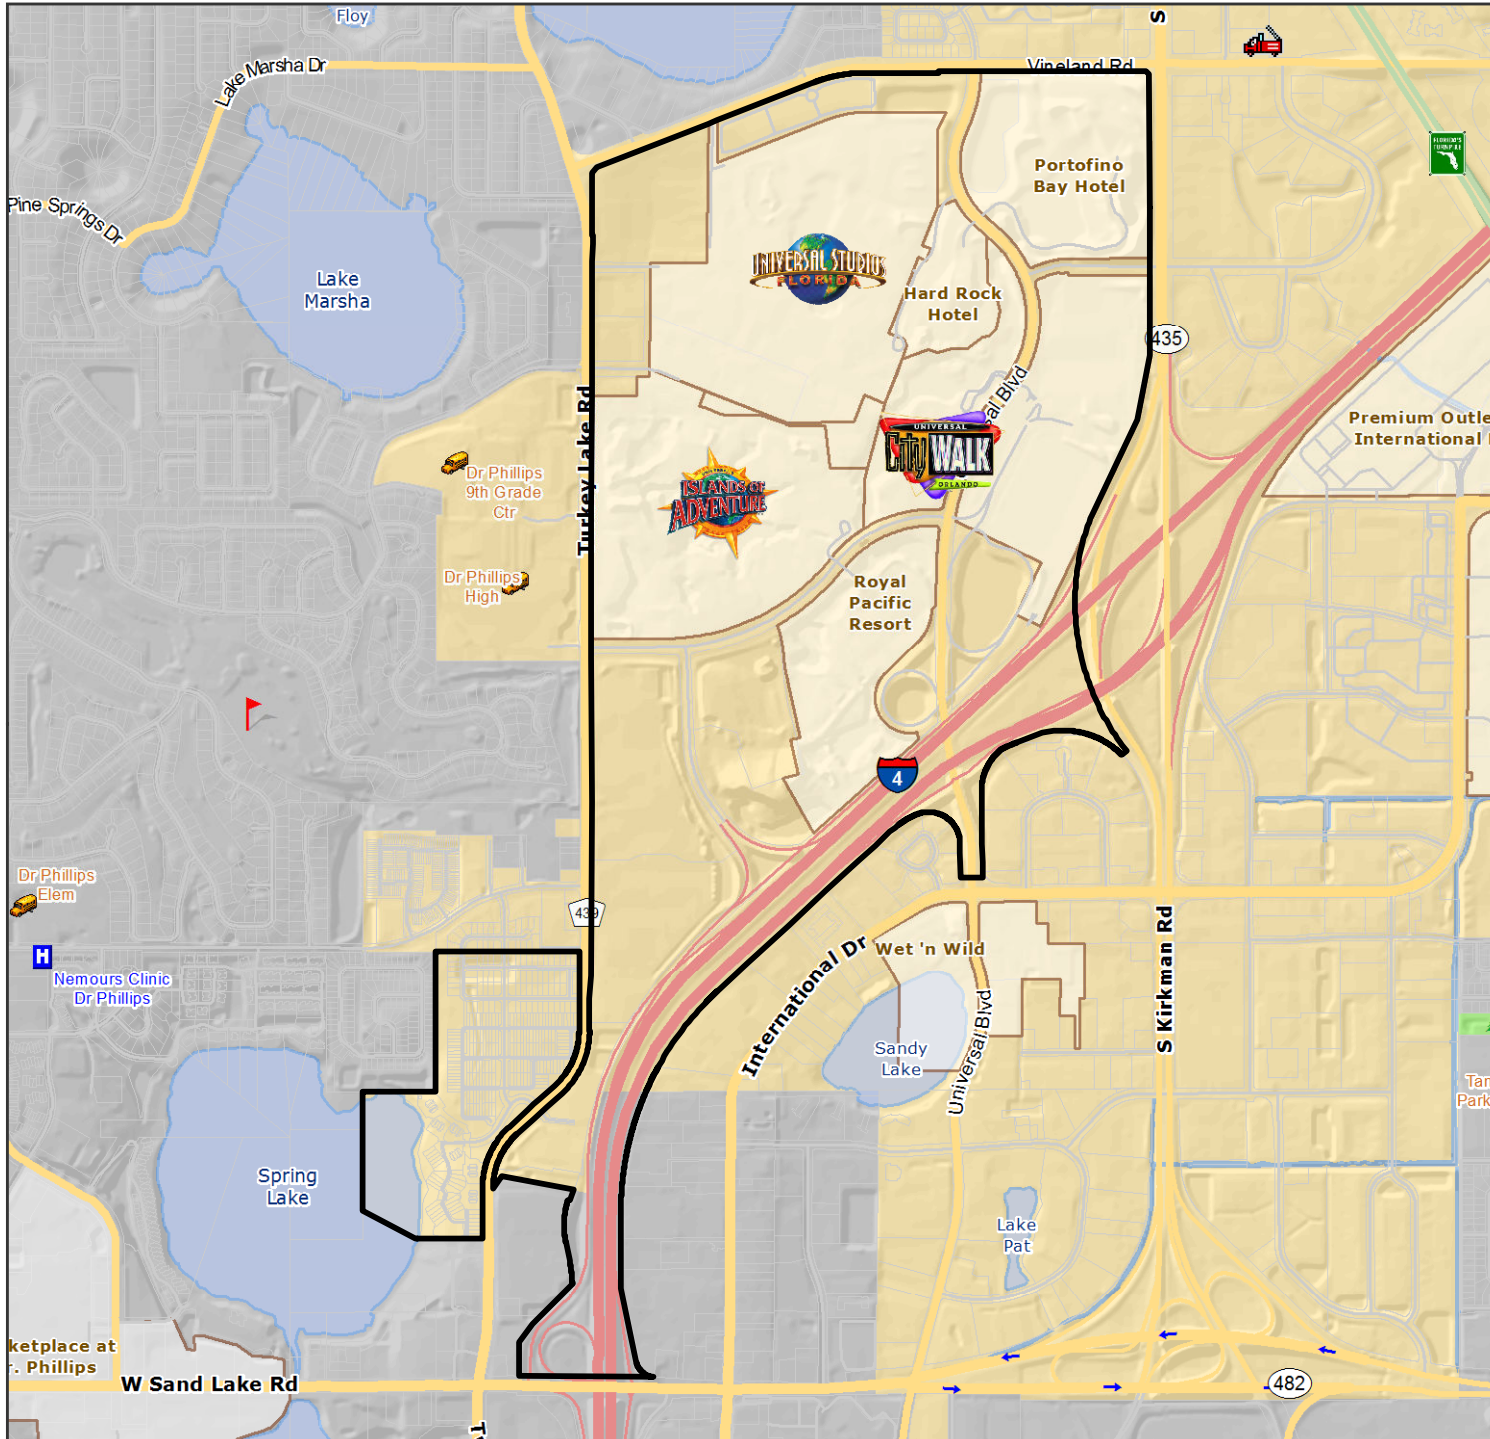 Floy
S
Lake Marsha Dr
Vineland Rd
FLORIDA'S
TURNPIKE
Portofino
Bay Hotel
Pine Springs Dr
UNIVERSAL STUDIOS
FLORIDA
Lake
Marsha
Hard Rock
Hotel
435
al Blvd
Turkey Lake Rd
Premium Outle
International
UNIVERSAL
CityWALK
ORLANDO
Dr Phillips
9th Grade
Ctr
ISLANDS OF
ADVENTURE
Dr Phillips
High
Royal
Pacific
Resort
4
Dr Phillips
Elem
439
S Kirkman Rd
International Dr
Wet 'n Wild
H
Nemours Clinic
Dr Phillips
Universal Blvd
Sandy
Lake
Tan
Park
Spring
Lake
Lake
Pat
ketplace at
r. Phillips
W Sand Lake Rd
482
T